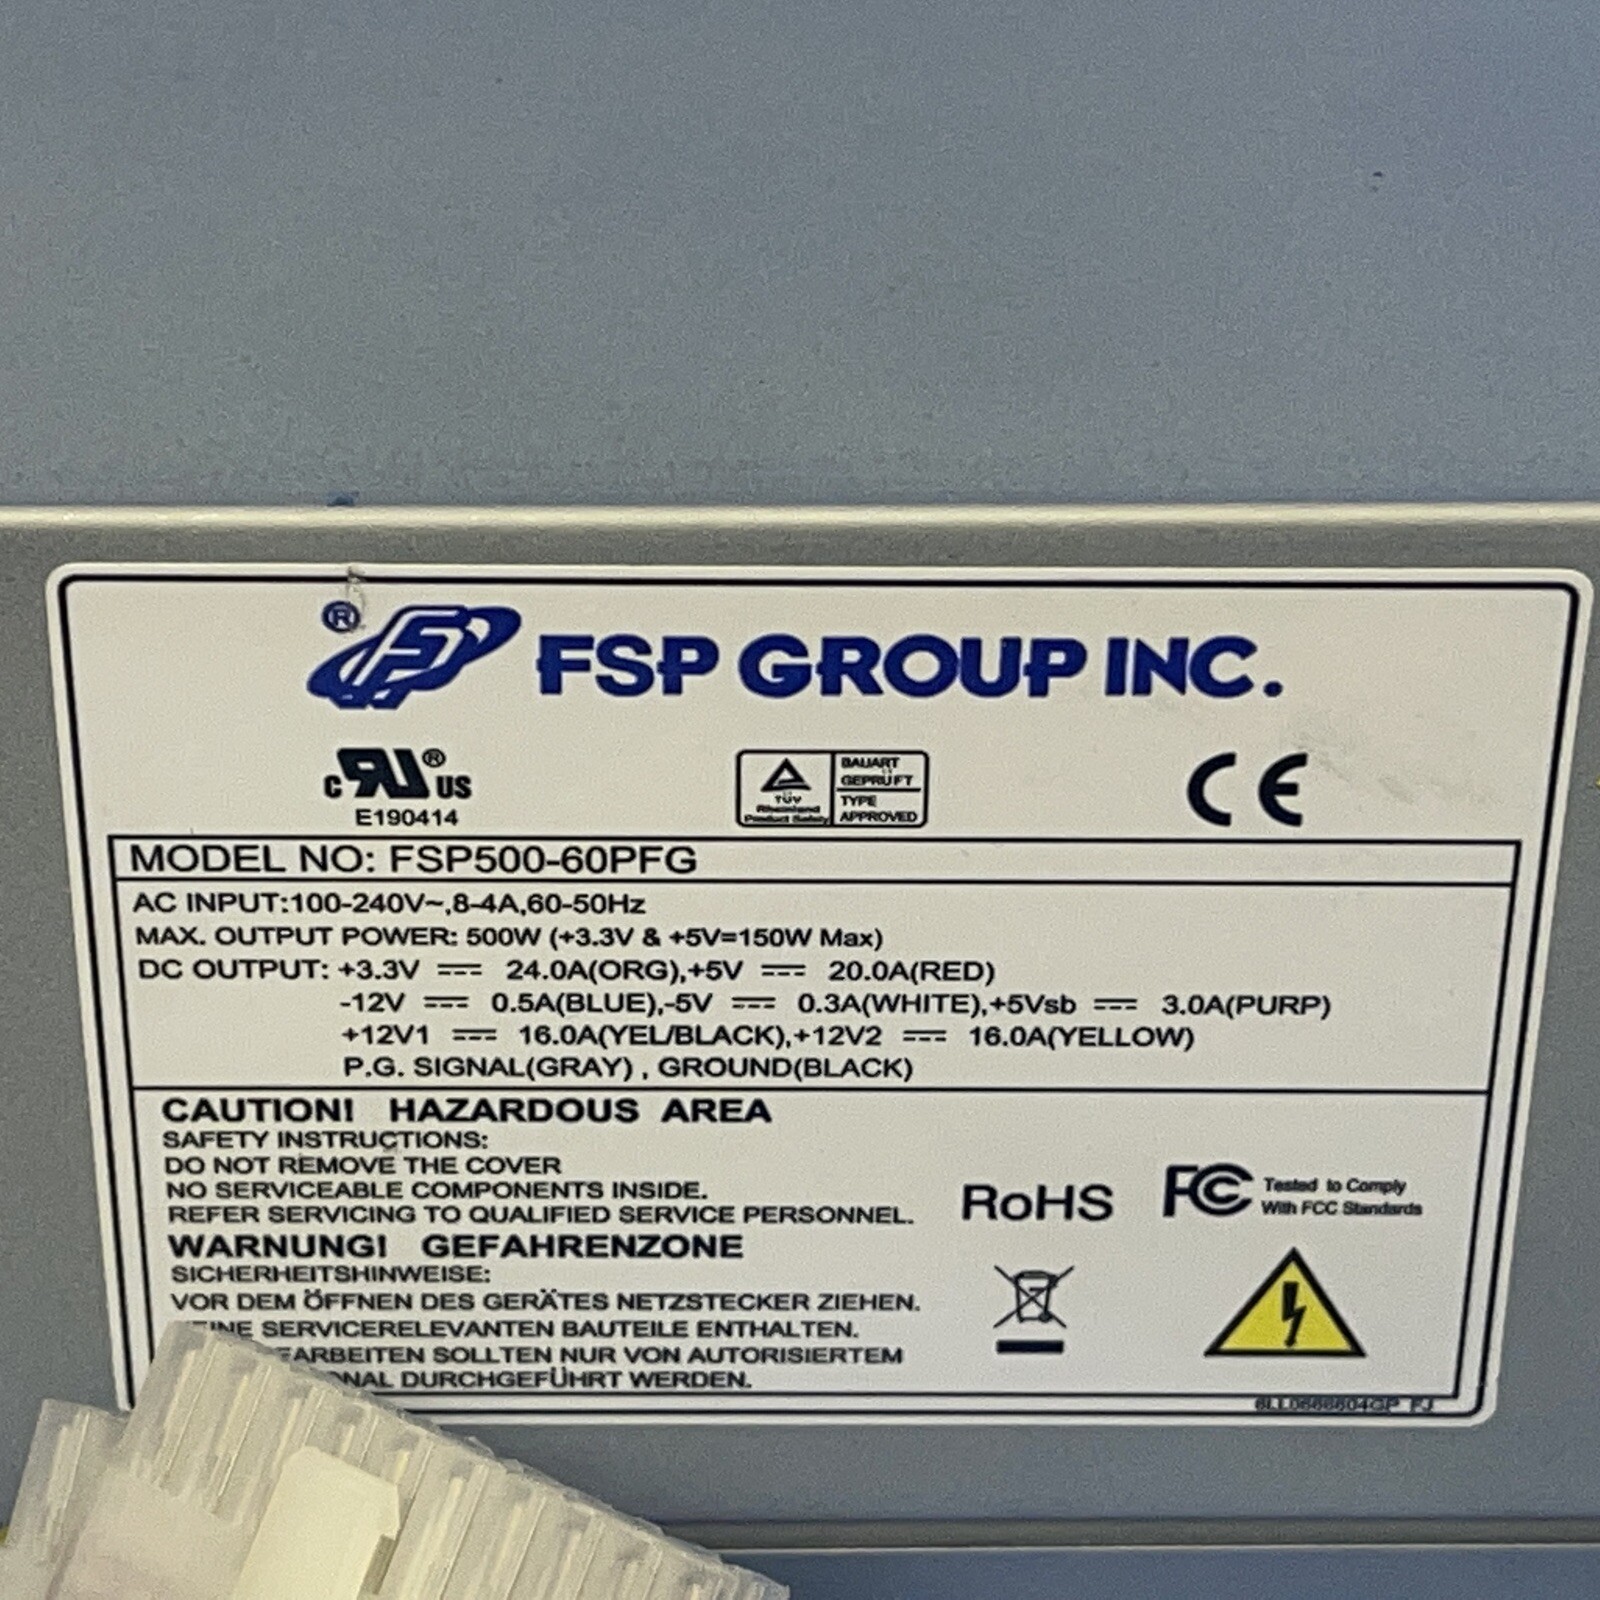 ® FSP GROUP INC.
c RU® US
E190414
TÜV
Rheinland
Product Safety
BAUART
GEPRÜFT
TYPE
APPROVED
CE
MODEL NO: FSP500-60PFG
AC INPUT:100-240V~,8-4A,60-50Hz
MAX. OUTPUT POWER: 500W (+3.3V & +5V=150W Max)
DC OUTPUT: +3.3V ⎓ 24.0A(ORG),+5V ⎓ 20.0A(RED)
-12V ⎓ 0.5A(BLUE),-5V ⎓ 0.3A(WHITE),+5Vsb ⎓ 3.0A(PURP)
+12V1 ⎓ 16.0A(YEL/BLACK),+12V2 ⎓ 16.0A(YELLOW)
P.G. SIGNAL(GRAY) , GROUND(BLACK)
CAUTION! HAZARDOUS AREA
SAFETY INSTRUCTIONS:
DO NOT REMOVE THE COVER
NO SERVICEABLE COMPONENTS INSIDE.
REFER SERVICING TO QUALIFIED SERVICE PERSONNEL.
WARNUNG! GEFAHRENZONE
SICHERHEITSHINWEISE:
VOR DEM ÖFFNEN DES GERÄTES NETZSTECKER ZIEHEN.
EINE SERVICERELEVANTEN BAUTEILE ENTHALTEN.
EARBEITEN SOLLTEN NUR VON AUTORISIERTEM
NAL DURCHGEFÜHRT WERDEN.
RoHS
FC Tested to Comply
With FCC Standards